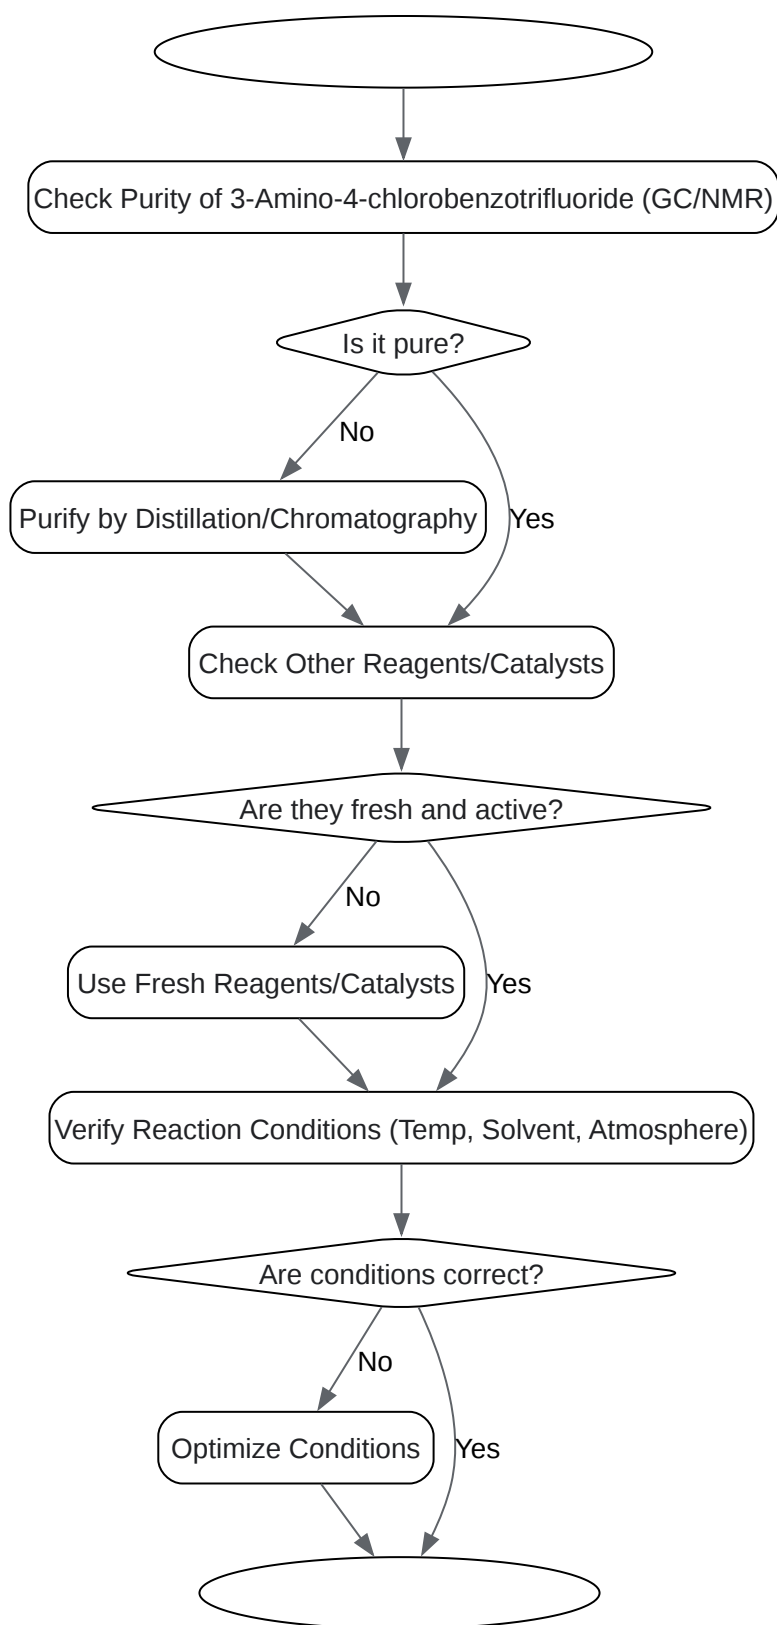 Check Purity of 3-Amino-4-chlorobenzotrifluoride (GC/NMR)
Is it pure?
No
Purify by Distillation/Chromatography
Yes
Check Other Reagents/Catalysts
Are they fresh and active?
No
Use Fresh Reagents/Catalysts
Yes
Verify Reaction Conditions (Temp, Solvent, Atmosphere)
Are conditions correct?
No
Optimize Conditions
Yes